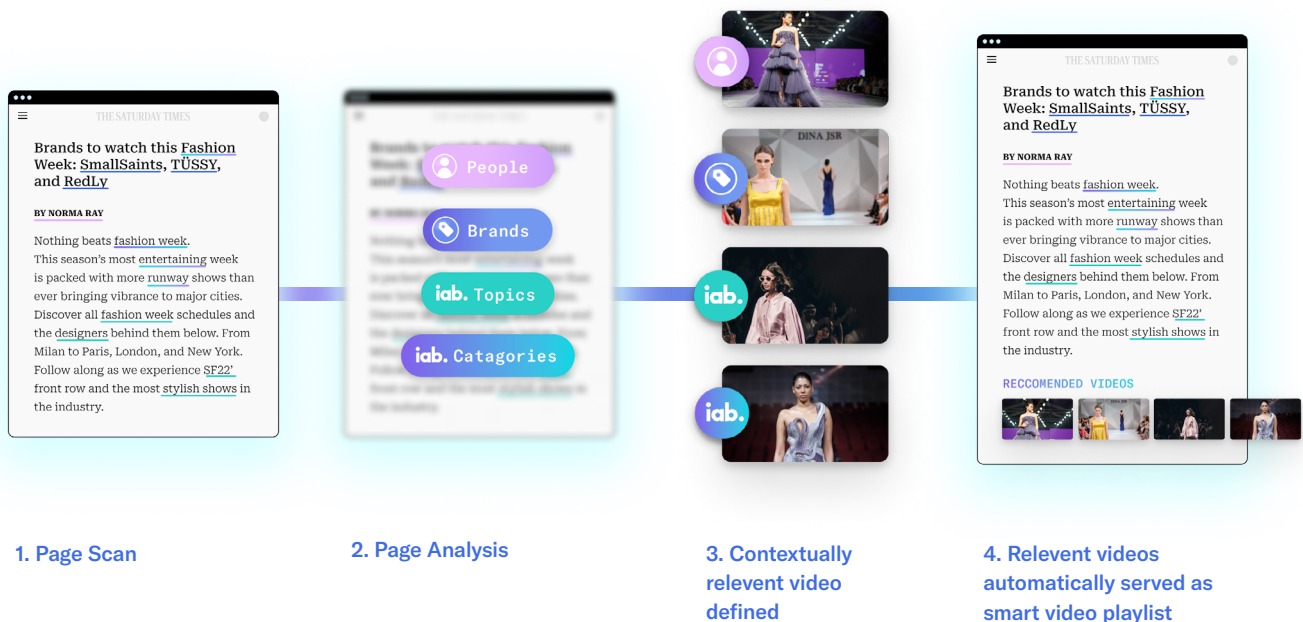 THE SATURDAY TIMES
Brands to watch this Fashion
Week: SmallSaints, TÜSSY,
and RedLy
BY NORMA RAY
Nothing beats fashion week.
This season's most entertaining week
is packed with more runway shows than
ever bringing vibrance to major cities.
Discover all fashion week schedules and
the designers behind them below. From
Milan to Paris, London, and New York.
Follow along as we experience SF22'
front row and the most stylish shows in
the industry.
1. Page Scan
People
Brands
iab. Topics
iab. Catagories
2. Page Analysis
DINA JSR
iab.
iab.
3. Contextually
relevent video
defined
THE SATURDAY TIMES
Brands to watch this Fashion
Week: SmallSaints, TÜSSY,
and RedLy
BY NORMA RAY
Nothing beats fashion week.
This season's most entertaining week
is packed with more runway shows than
ever bringing vibrance to major cities.
Discover all fashion week schedules and
the designers behind them below. From
Milan to Paris, London, and New York.
Follow along as we experience SF22'
front row and the most stylish shows in
the industry.
RECCOMENDED VIDEOS
4. Relevent videos
automatically served as
smart video playlist